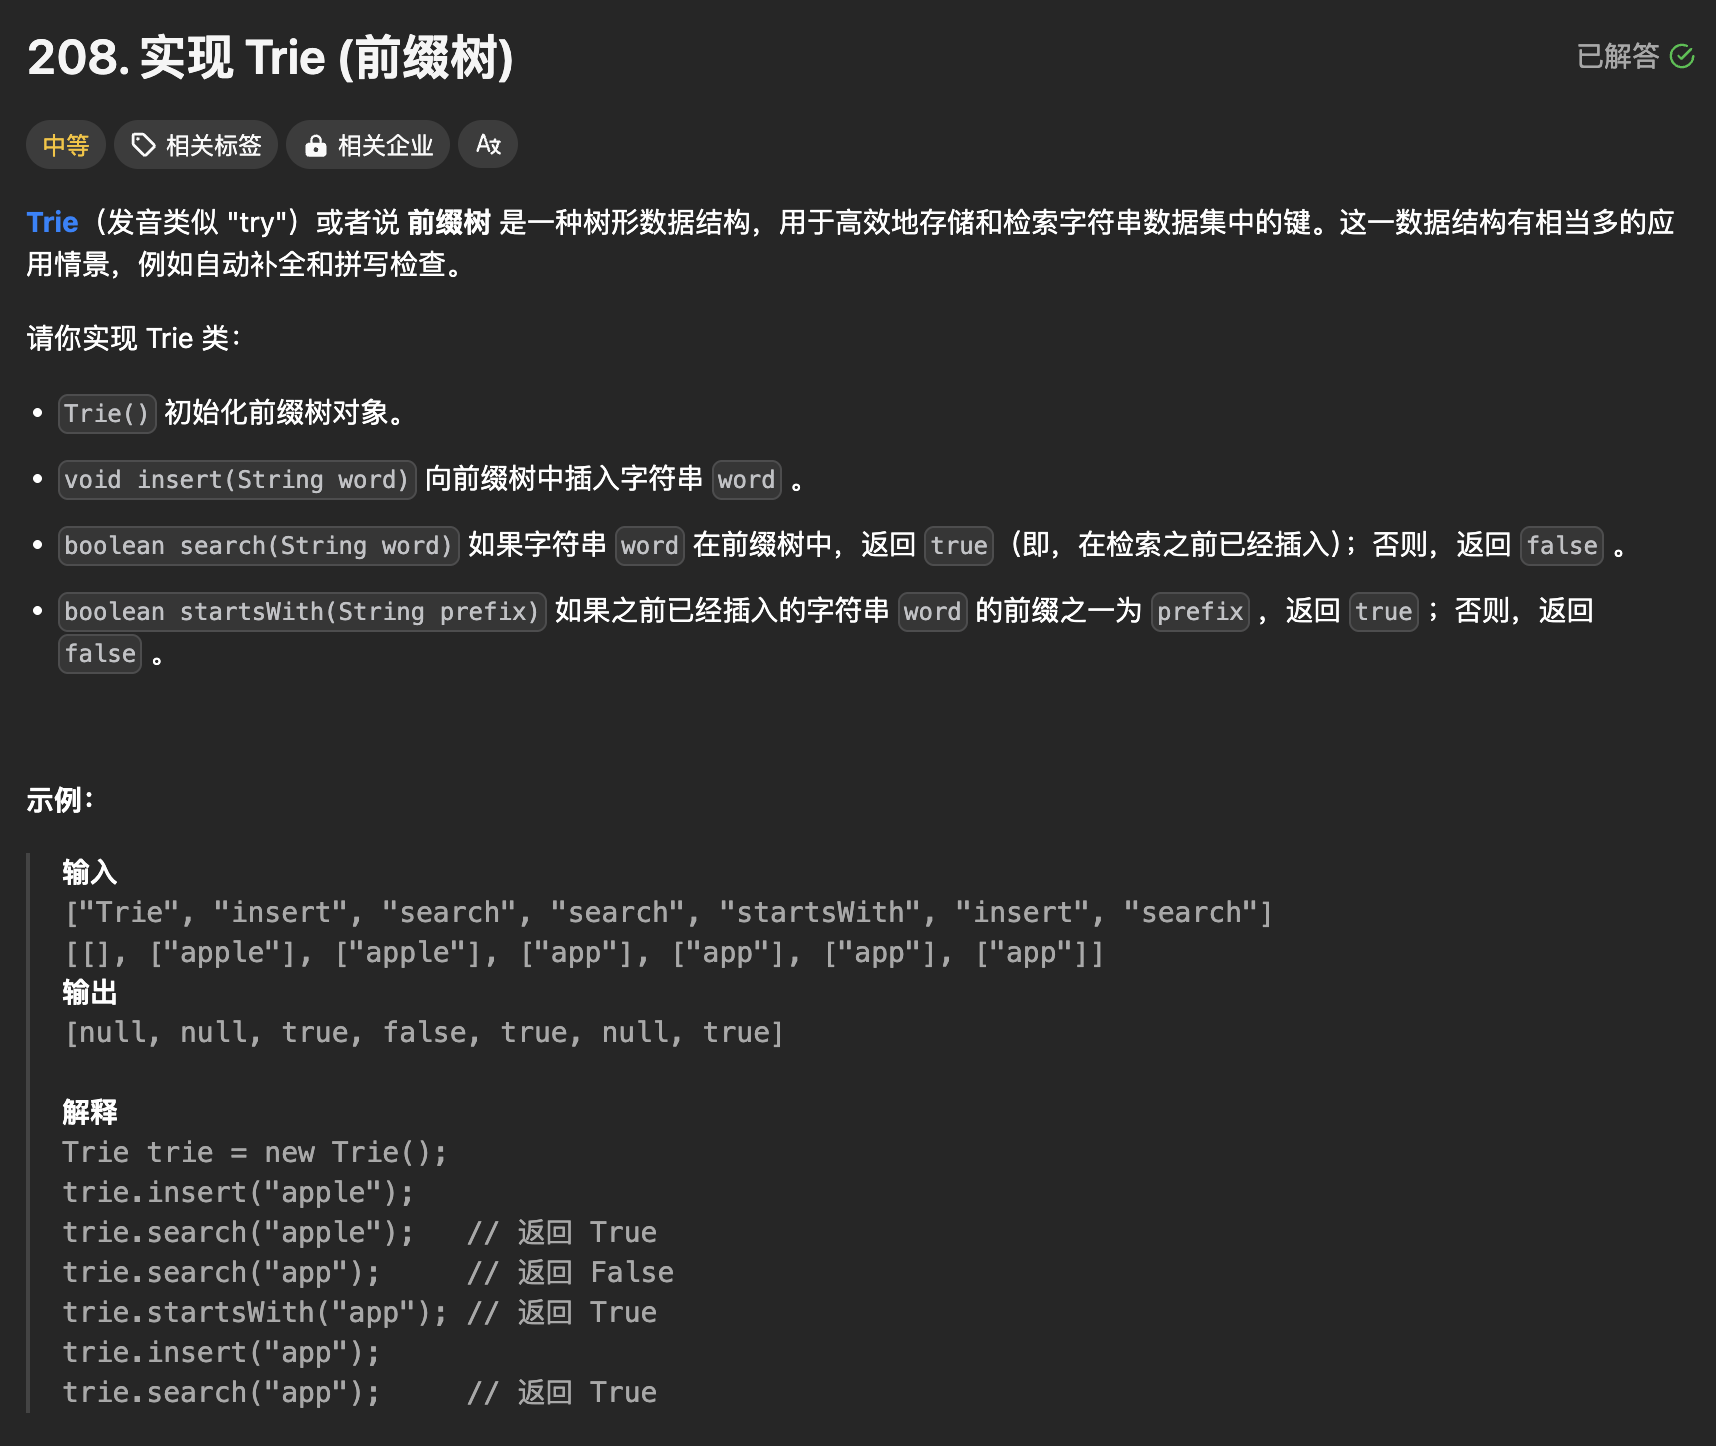 208. 实现 Trie (前缀树)
已解答
中等
相关标签
相关企业
Trie（发音类似 "try"）或者说 前缀树 是一种树形数据结构，用于高效地存储和检索字符串数据集中的键。这一数据结构有相当多的应
用情景，例如自动补全和拼写检查。
请你实现 Trie 类：
• Trie() 初始化前缀树对象。
• void insert(String word) 向前缀树中插入字符串 word 。
• boolean search(String word) 如果字符串 word 在前缀树中，返回 true（即，在检索之前已经插入）；否则，返回 false 。
• boolean startsWith(String prefix) 如果之前已经插入的字符串 word 的前缀之一为 prefix ，返回 true ；否则，返回
false 。
示例：
输入
["Trie", "insert", "search", "search", "startsWith", "insert", "search"]
[[], ["apple"], ["apple"], ["app"], ["app"], ["app"], ["app"]]
输出
[null, null, true, false, true, null, true]
解释
Trie trie = new Trie();
trie.insert("apple");
trie.search("apple");   // 返回 True
trie.search("app");     // 返回 False
trie.startsWith("app"); // 返回 True
trie.insert("app");
trie.search("app");     // 返回 True